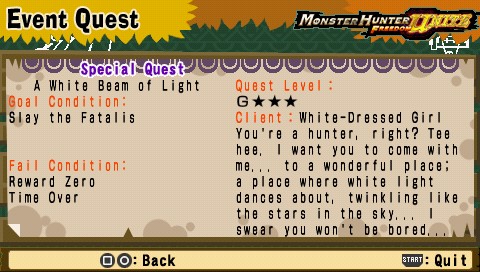 Event Quest
MONSTER HUNTER
FREEDOM UNITE
Special Quest
A White Beam of Light
Goal Condition:
Slay the Fatalis
Fail Condition:
Reward Zero
Time Over
Quest Level:
G★★★
Client:White-Dressed Girl
You're a hunter, right? Tee
hee, I want you to come with
me... to a wonderful place;
a place where white light
dances about, twinkling like
the stars in the sky... I
swear you won't be bored...
□○: Back
START: Quit